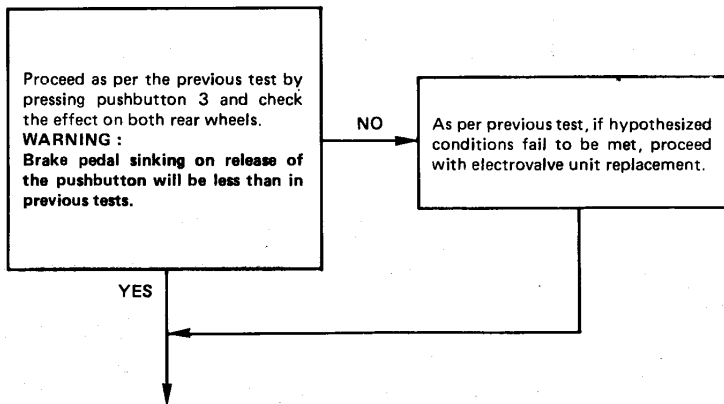 Proceed as per the previous test by
pressing pushbutton 3 and check
the effect on both rear wheels.
WARNING :
Brake pedal sinking on release of
the pushbutton will be less than in
previous tests.
NO
As per previous test, if hypothesized
conditions fail to be met, proceed
with electrovalve unit replacement.
YES